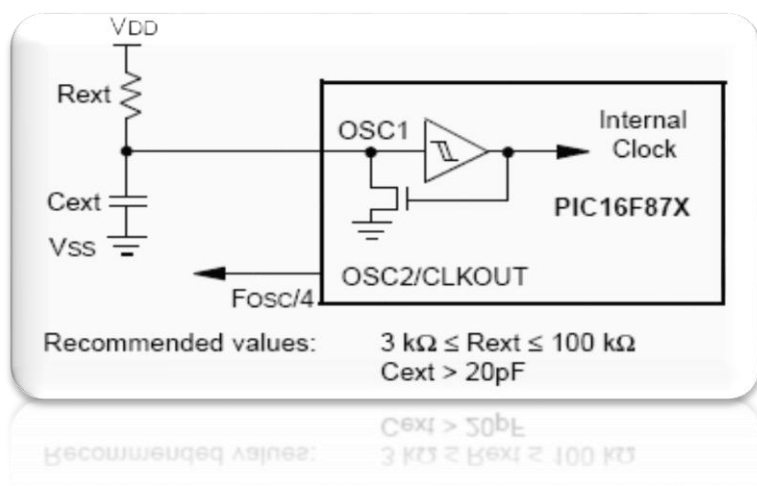 VDD
Rext
OSC1
Internal
Clock
Cext
PIC16F87X
VSS
OSC2/CLKOUT
FOSC/4
Recommended values: 3 kΩ ≤ Rext ≤ 100 kΩ
Cext > 20pF